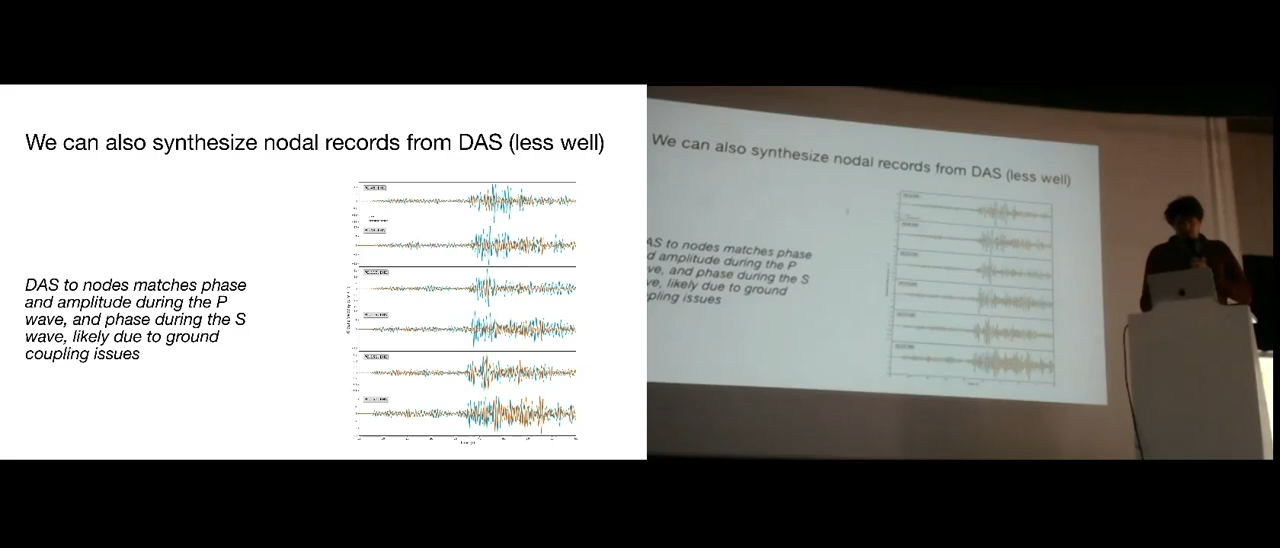 We can also synthesize nodal records from DAS (less well)
DAS to nodes matches phase
and amplitude during the P
wave, and phase during the S
wave, likely due to ground
coupling issues
We can also synthesize nodal records from DAS (less well)
AS to nodes matches phase
d amplitude during the P
ve, and phase during the S
ve, likely due to ground
pling issues